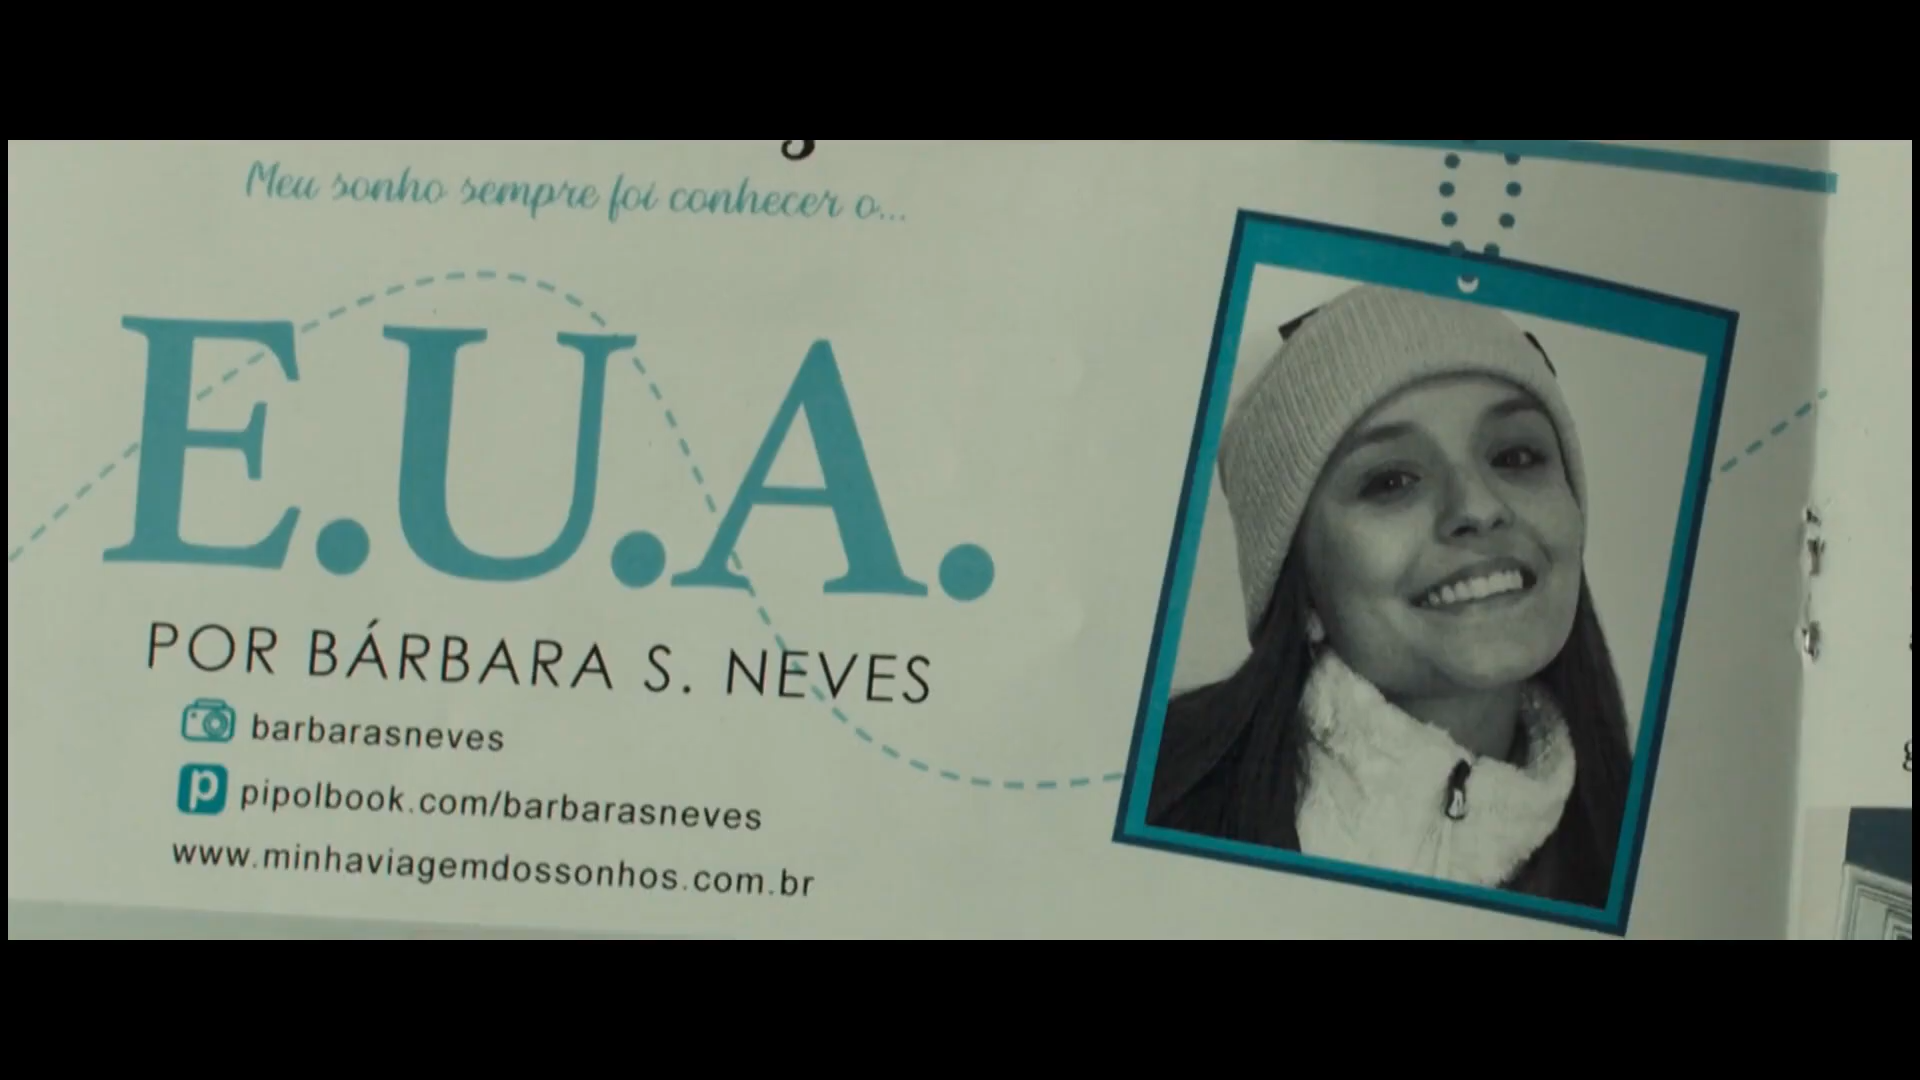 Meu sonho sempre foi conhecer o...
E.U.A.
POR BÁRBARA S. NEVES
barbarasneves
p pipolbook.com/barbarasneves
www.minhaviagemdossonhos.com.br